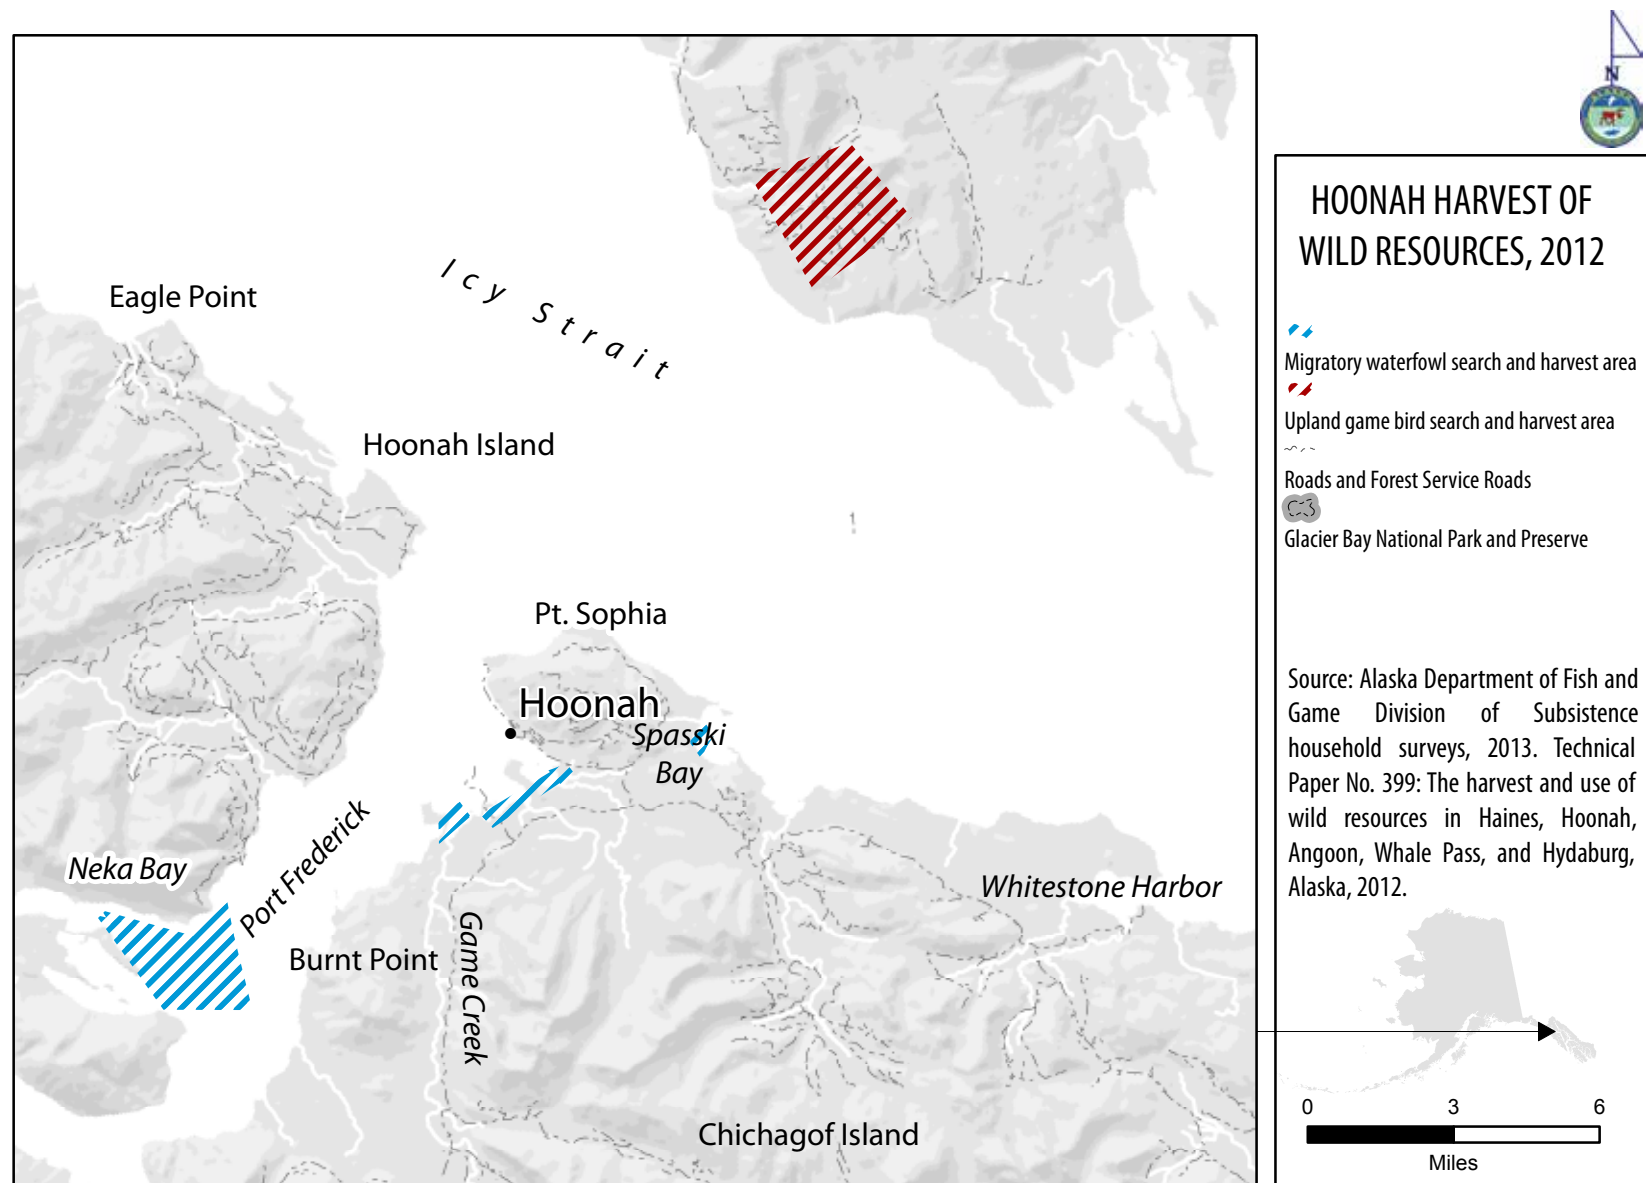 N
Eagle Point
Icy Strait
Hoonah Island
Pt. Sophia
Hoonah
Spasski
Bay
Neka Bay
Port Frederick
Burnt Point
Game Creek
Whitestone Harbor
Chichagof Island
HOONAH HARVEST OF
WILD RESOURCES, 2012
Migratory waterfowl search and harvest area
Upland game bird search and harvest area
Roads and Forest Service Roads
Glacier Bay National Park and Preserve
Source: Alaska Department of Fish and
Game Division of Subsistence
household surveys, 2013. Technical
Paper No. 399: The harvest and use of
wild resources in Haines, Hoonah,
Angoon, Whale Pass, and Hydaburg,
Alaska, 2012.
0 3 6
Miles